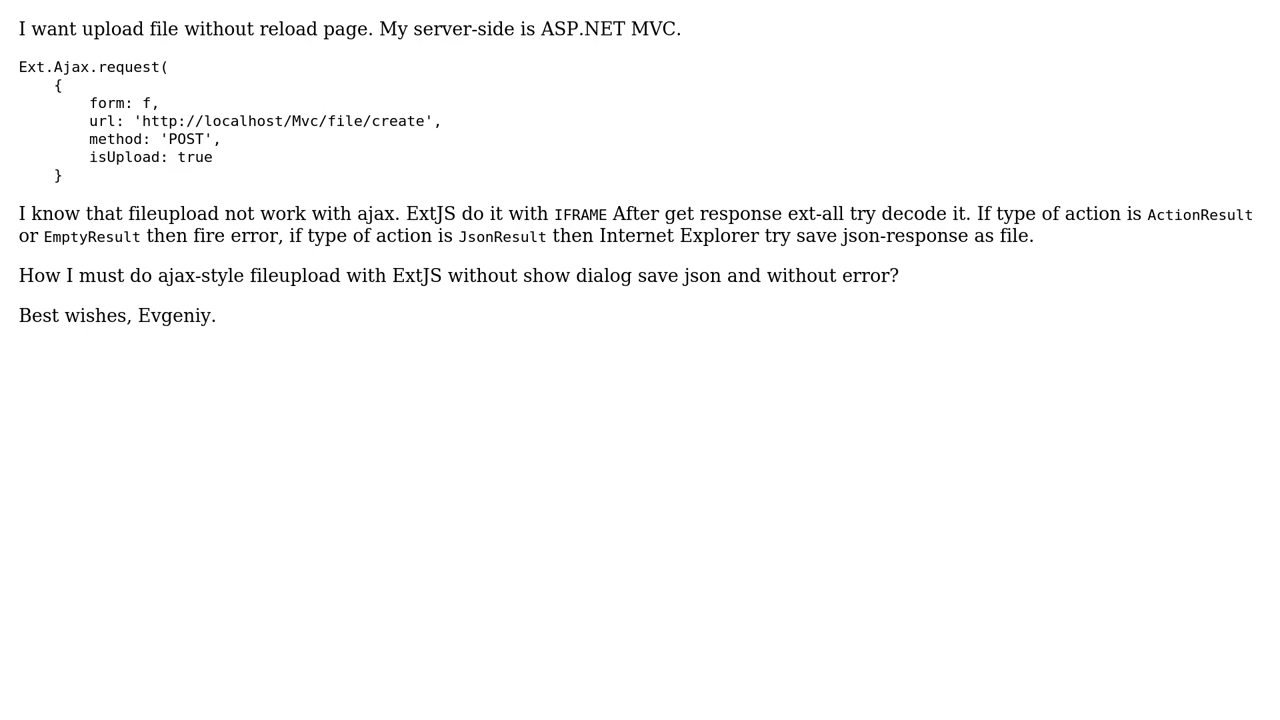 I want upload file without reload page. My server-side is ASP.NET MVC.
Ext.Ajax.request(
    {
        form: f,
        url: 'http://localhost/Mvc/file/create',
        method: 'POST',
        isUpload: true
    }
I know that fileupload not work with ajax. ExtJS do it with IFRAME After get response ext-all try decode it. If type of action is ActionResult
or EmptyResult then fire error, if type of action is JsonResult then Internet Explorer try save json-response as file.
How I must do ajax-style fileupload with ExtJS without show dialog save json and without error?
Best wishes, Evgeniy.